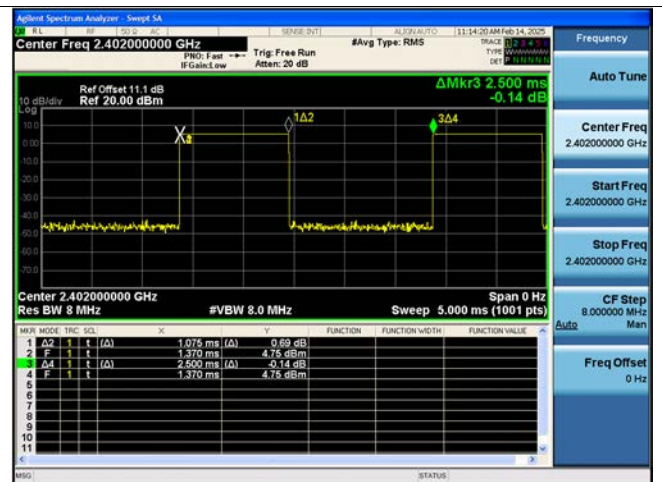 Agilent Spectrum Analyzer - Swept SA
RL RF 50 Ω AC SENSE:INT ALIGN AUTO 11:14:20 AM Feb 14, 2025
Center Freq 2.402000000 GHz #Avg Type: RMS TRACE 1 2 3 4 5 6
PNO: Fast Trig: Free Run TYPE
IFGain:Low Atten: 20 dB DET P N N N N N
Ref Offset 11.1 dB ΔMkr3 2.500 ms
10 dB/div Ref 20.00 dBm -0.14 dB
Log
10.0
0.00
-10.0
-20.0
-30.0
-40.0
-50.0
-60.0
-70.0
X
1Δ2
3Δ4
Center 2.402000000 GHz Span 0 Hz
Res BW 8 MHz #VBW 8.0 MHz Sweep 5.000 ms (1001 pts)
MKR MODE TRC SCL X Y FUNCTION FUNCTION WIDTH FUNCTION VALUE
1 Δ2 1 t (Δ) 1.075 ms (Δ) 0.69 dB
2 F 1 t 1.370 ms 4.75 dBm
3 Δ4 1 t (Δ) 2.500 ms (Δ) -0.14 dB
4 F 1 t 1.370 ms 4.75 dBm
5
6
7
8
9
10
11
MSG STATUS
Frequency
Auto Tune
Center Freq
2.402000000 GHz
Start Freq
2.402000000 GHz
Stop Freq
2.402000000 GHz
CF Step
8.000000 MHz
Auto Man
Freq Offset
0 Hz